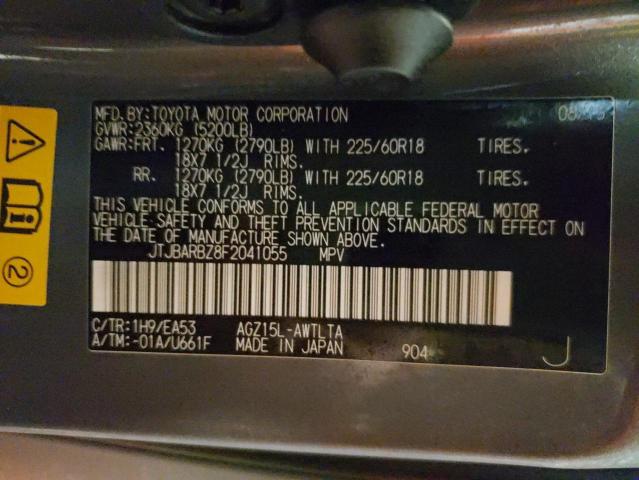 MFD.BY:TOYOTA MOTOR CORPORATION
GVWR:2360KG (5200LB)
GAWR:FRT. 1270KG (2790LB) WITH 225/60R18 TIRES.
18X7 1/2J RIMS.
RR. 1270KG (2790LB) WITH 225/60R18 TIRES.
18X7 1/2J RIMS.
THIS VEHICLE CONFORMS TO ALL APPLICABLE FEDERAL MOTOR
VEHICLE SAFETY AND THEFT PREVENTION STANDARDS IN EFFECT ON
THE DATE OF MANUFACTURE SHOWN ABOVE.
JTJBARBZ8F2041055 MPV
C/TR:1H9/EA53 AGZ15L-AWTLTA
A/TM:-01A/U661F MADE IN JAPAN 904 J
2